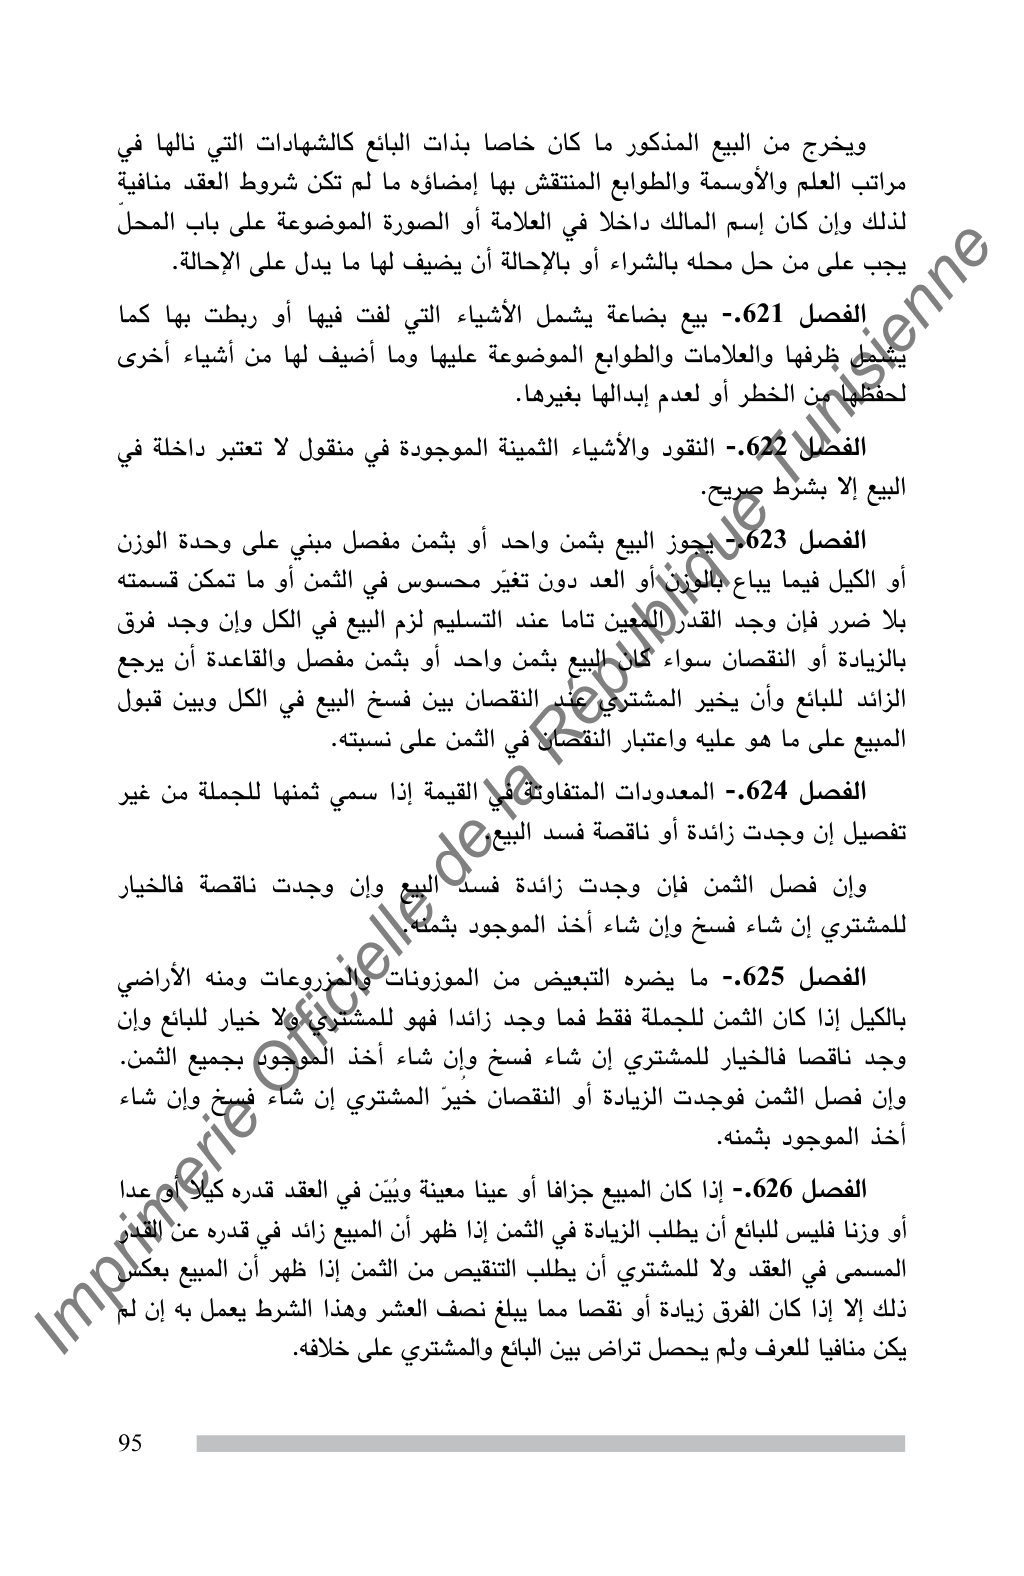 ويخرج من البيع المذكور ما كان خاصا بذات البائع كالشهادات التي نالها في
مراتب العلم والأوسمة والطوابع المنتقش بها إمضاؤه ما لم تكن شروط العقد منافية
لذلك وإن كان إسم المالك داخلا في العلامة أو الصورة الموضوعة على باب المحلّ
يجب على من حل محله بالشراء أو بالإحالة أن يضيف لها ما يدل على الإحالة.
الفصل 621.- بيع بضاعة يشمل الأشياء التي لفت فيها أو ربطت بها كما
يشمل ظرفها والعلامات والطوابع الموضوعة عليها وما أضيف لها من أشياء أخرى
لحفظها من الخطر أو لعدم إبدالها بغيرها.
الفصل 622.- النقود والأشياء الثمينة الموجودة في منقول لا تعتبر داخلة في
البيع إلا بشرط صريح.
الفصل 623.- يجوز البيع بثمن واحد أو بثمن مفصل مبني على وحدة الوزن
أو الكيل فيما يباع بالوزن أو العد دون تغيّر محسوس في الثمن أو ما تمكن قسمته
بلا ضرر فإن وجد القدر المعين تاما عند التسليم لزم البيع في الكل وإن وجد فرق
بالزيادة أو النقصان سواء كان البيع بثمن واحد أو بثمن مفصل والقاعدة أن يرجع
الزائد للبائع وأن يخير المشتري عند النقصان بين فسخ البيع في الكل وبين قبول
المبيع على ما هو عليه واعتبار النقصان في الثمن على نسبته.
الفصل 624.- المعدودات المتفاوتة في القيمة إذا سمي ثمنها للجملة من غير
تفصيل إن وجدت زائدة أو ناقصة فسد البيع.
وإن فصل الثمن فإن وجدت زائدة فسد البيع وإن وجدت ناقصة فالخيار
للمشتري إن شاء فسخ وإن شاء أخذ الموجود بثمنه.
الفصل 625.- ما يضره التبعيض من الموزونات والمزروعات ومنه الأراضي
بالكيل إذا كان الثمن للجملة فقط فما وجد زائدا فهو للمشتري ولا خيار للبائع وإن
وجد ناقصا فالخيار للمشتري إن شاء فسخ وإن شاء أخذ الموجود بجميع الثمن.
وإن فصل الثمن فوجدت الزيادة أو النقصان خُيرّ المشتري إن شاء فسخ وإن شاء
أخذ الموجود بثمنه.
الفصل 626.- إذا كان المبيع جزافا أو عينا معينة وبُيّن في العقد قدره كيلا أو عدا
أو وزنا فليس للبائع أن يطلب الزيادة في الثمن إذا ظهر أن المبيع زائد في قدره عن القدر
المسمى في العقد ولا للمشتري أن يطلب التنقيص من الثمن إذا ظهر أن المبيع بعكس
ذلك إلا إذا كان الفرق زيادة أو نقصا مما يبلغ نصف العشر وهذا الشرط يعمل به إن لم
يكن منافيا للعرف ولم يحصل تراض بين البائع والمشتري على خلافه.
95
Imprimerie Officielle de la République Tunisienne